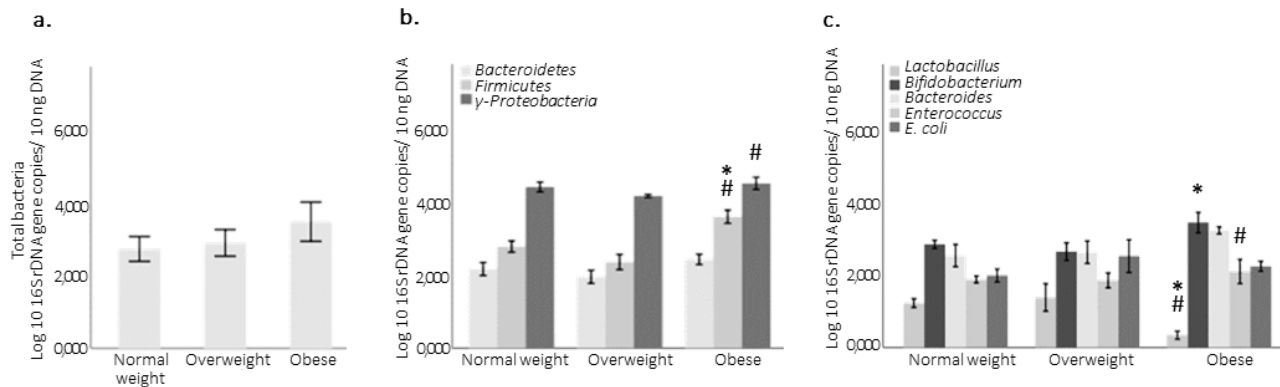 a.
Total bacteria
Log 10 16SrDNA gene copies/ 10 ng DNA
6,000
4,000
2,000
0,000
Normal weight
Overweight
Obese
b.
Log 10 16SrDNA gene copies/ 10 ng DNA
Bacteroidetes
Firmicutes
γ-Proteobacteria
6,000
4,000
2,000
0,000
* #
#
Normal weight
Overweight
Obese
c.
Log 10 16SrDNA gene copies/ 10 ng DNA
Lactobacillus
Bifidobacterium
Bacteroides
Enterococcus
E. coli
6,000
4,000
2,000
0,000
* #
*
#
Normal weight
Overweight
Obese